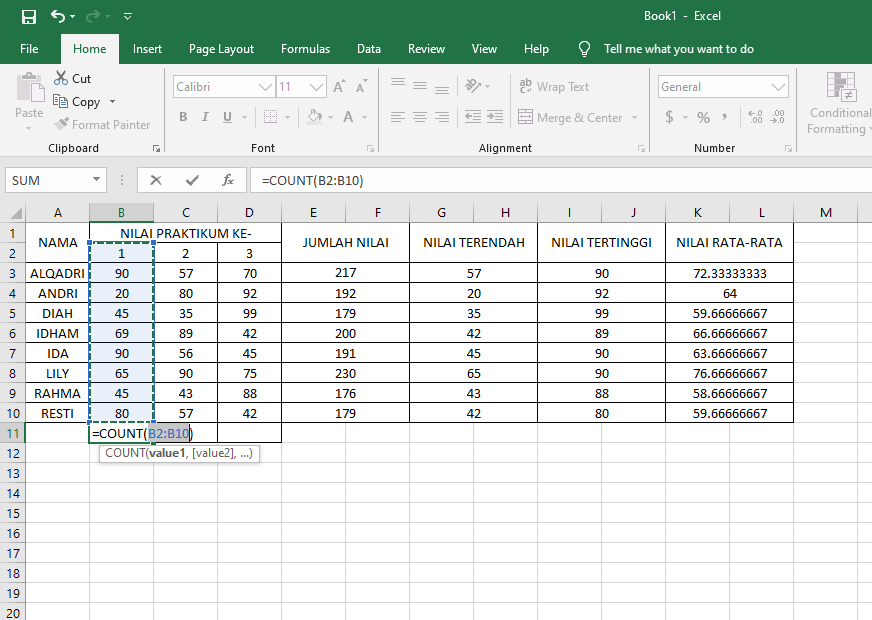 Book1 - Excel
File Home Insert Page Layout Formulas Data Review View Help Tell me what you want to do
Cut
Copy
Format Painter
Paste
Calibri 11 A A
B I U A
ab Wrap Text
Merge & Center
General
$ % ,
Conditional
Formatting
Clipboard Font Alignment Number
SUM fx =COUNT(B2:B10)
A B C D E F G H I J K L M
1 NAMA NILAI PRAKTIKUM KE- JUMLAH NILAI NILAI TERENDAH NILAI TERTINGGI NILAI RATA-RATA
2 1 2 3
3 ALQADRI 90 57 70 217 57 90 72.33333333
4 ANDRI 20 80 92 192 20 92 64
5 DIAH 45 35 99 179 35 99 59.66666667
6 IDHAM 69 89 42 200 42 89 66.66666667
7 IDA 90 56 45 191 45 90 63.66666667
8 LILY 65 90 75 230 65 90 76.66666667
9 RAHMA 45 43 88 176 43 88 58.66666667
10 RESTI 80 57 42 179 42 80 59.66666667
11 =COUNT(B2:B10)
12 COUNT(value1, [value2], ...)
13
14
15
16
17
18
19
20